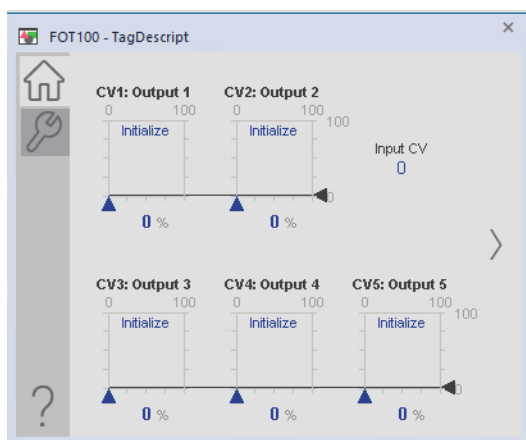 FOT100 - TagDescript
×
CV1: Output 1 CV2: Output 2
0 100 0 100
100
Initialize Initialize
Input CV
0
0
0 % 0 %
CV3: Output 3 CV4: Output 4 CV5: Output 5
0 100 0 100 0 100
100
Initialize Initialize Initialize
0
0 % 0 % 0 %
?